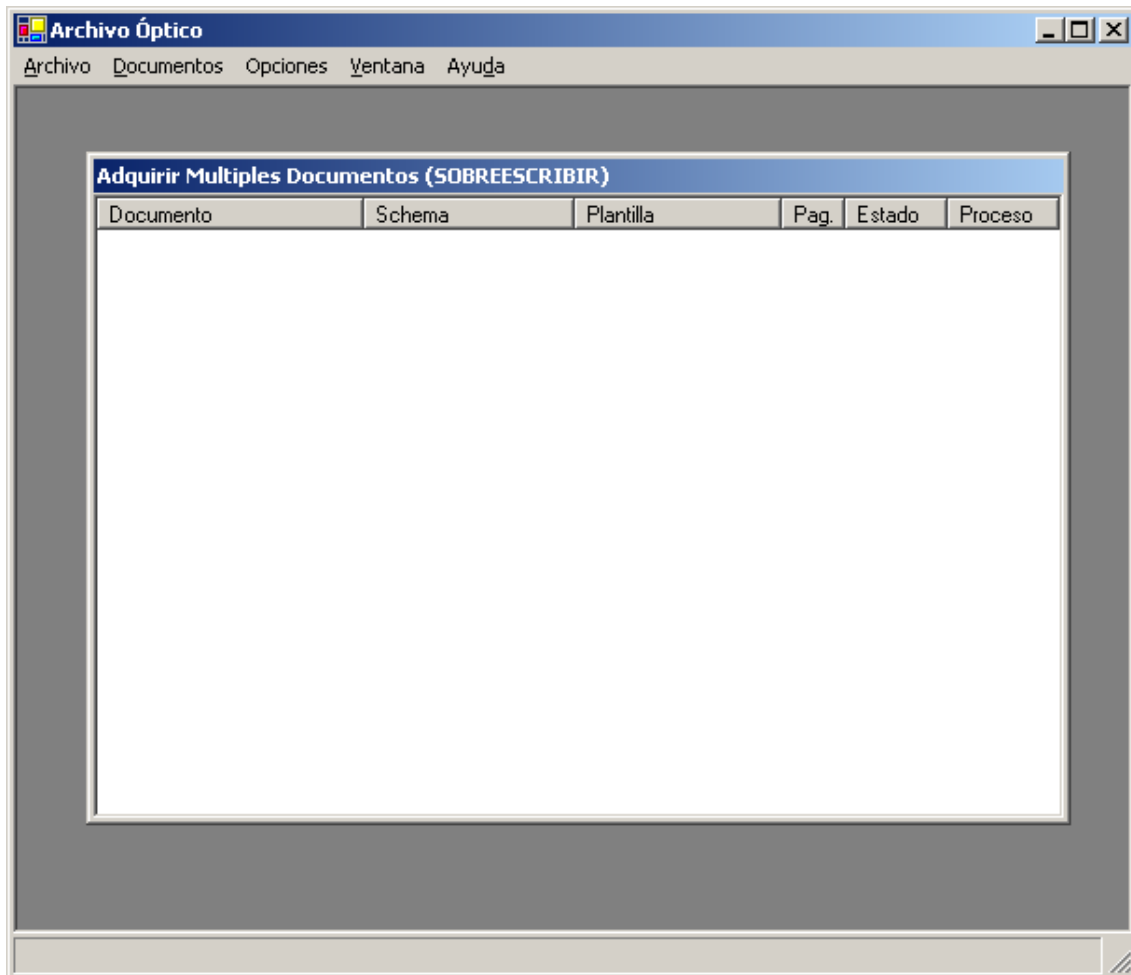 Archivo Óptico
Archivo Documentos Opciones Ventana Ayuda
Adquirir Multiples Documentos (SOBREESCRIBIR)
Documento Schema Plantilla Pag. Estado Proceso